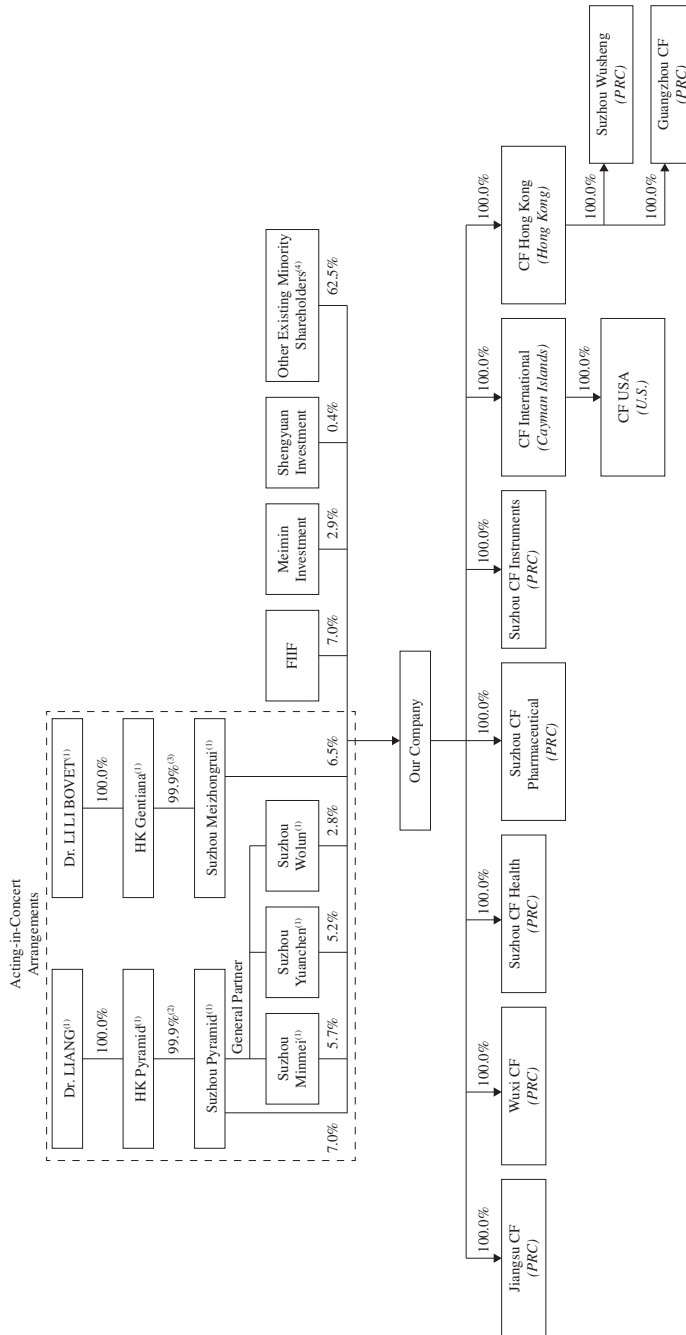 Acting-in-Concert
Arrangements
Dr. LIANG(1)
Dr. LI LI BOVET(1)
100.0%
100.0%
HK Pyramid(1)
HK Gentiana(1)
99.9%(2)
99.9%(3)
Suzhou Pyramid(1)
Suzhou Meizhongrui(1)
General Partner
Suzhou
Minmei(1)
Suzhou
Yuanchen(1)
Suzhou
Wolun(1)
FIIF
Meimin
Investment
Shengyuan
Investment
Other Existing Minority
Shareholders(4)
7.0%
5.7%
5.2%
2.8%
6.5%
7.0%
2.9%
0.4%
62.5%
Our Company
100.0%
100.0%
100.0%
100.0%
100.0%
100.0%
100.0%
Jiangsu CF
(PRC)
Wuxi CF
(PRC)
Suzhou CF Health
(PRC)
Suzhou CF
Pharmaceutical
(PRC)
Suzhou CF Instruments
(PRC)
CF International
(Cayman Islands)
CF Hong Kong
(Hong Kong)
100.0%
100.0%
100.0%
CF USA
(U.S.)
Suzhou Wusheng
(PRC)
Guangzhou CF
(PRC)